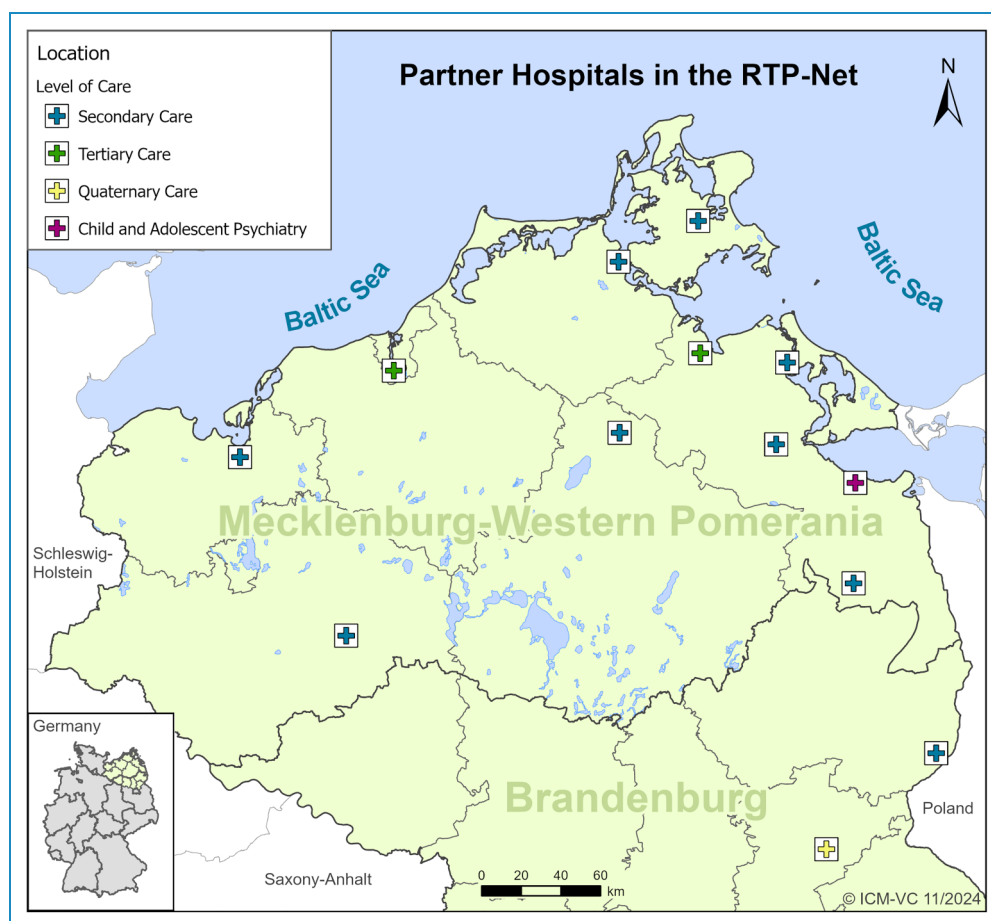 Location
Level of Care
Secondary Care
Tertiary Care
Quaternary Care
Child and Adolescent Psychiatry
Partner Hospitals in the RTP-Net
N
Baltic Sea
Baltic Sea
Mecklenburg-Western Pomerania
Schleswig-
Holstein
Germany
Brandenburg
Poland
Saxony-Anhalt
0 20 40 60
km
© ICM-VC 11/2024